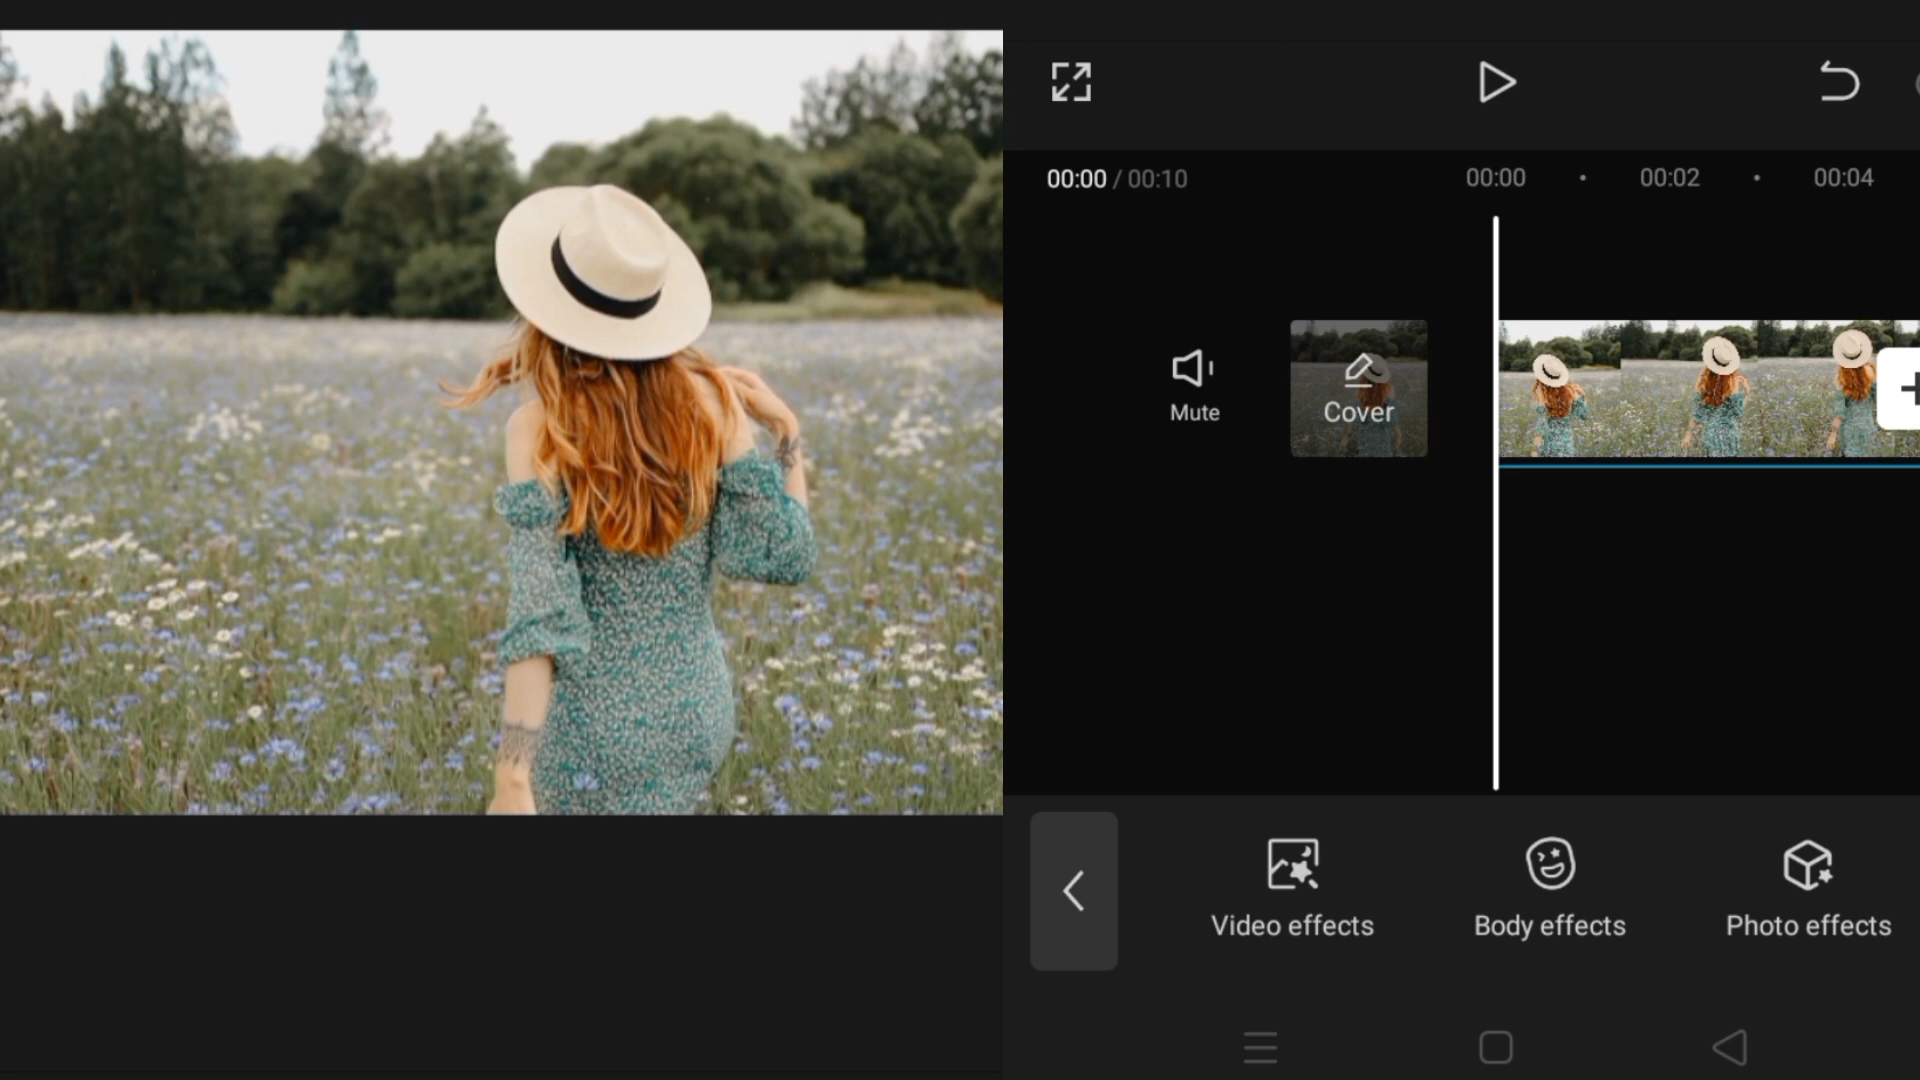 00:00 / 00:10
00:00
00:02
00:04
Mute
Cover
Video effects
Body effects
Photo effects